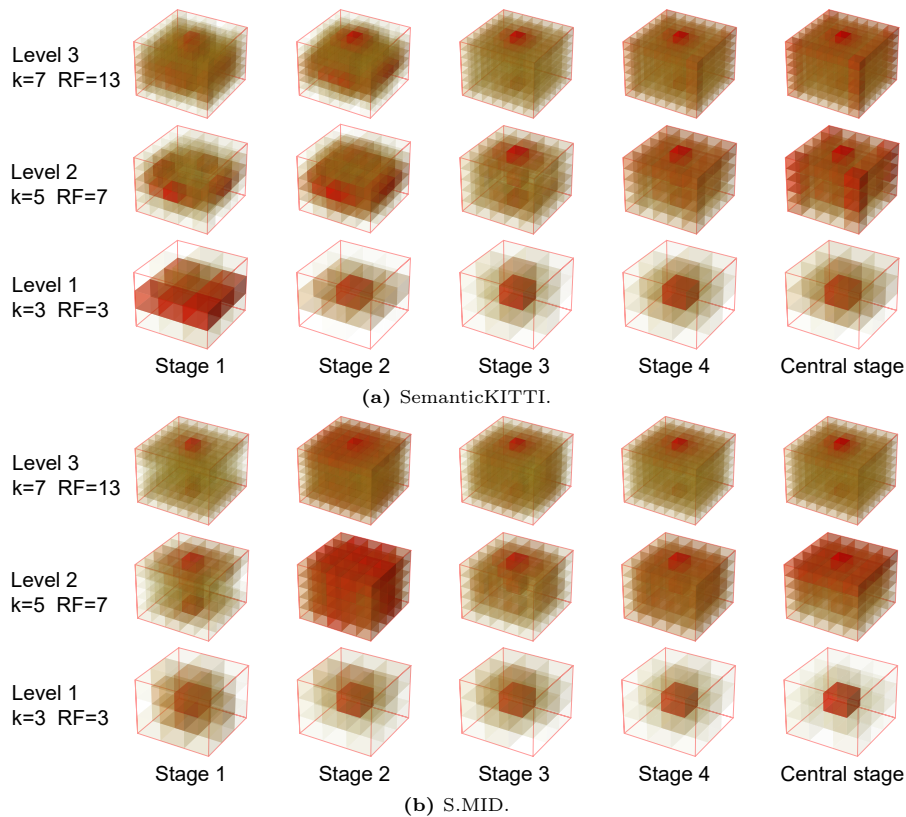 Level 3
k=7 RF=13
Level 2
k=5 RF=7
Level 1
k=3 RF=3
Stage 1 Stage 2 Stage 3 Stage 4 Central stage
(a) SemanticKITTI.
Level 3
k=7 RF=13
Level 2
k=5 RF=7
Level 1
k=3 RF=3
Stage 1 Stage 2 Stage 3 Stage 4 Central stage
(b) S.MID.